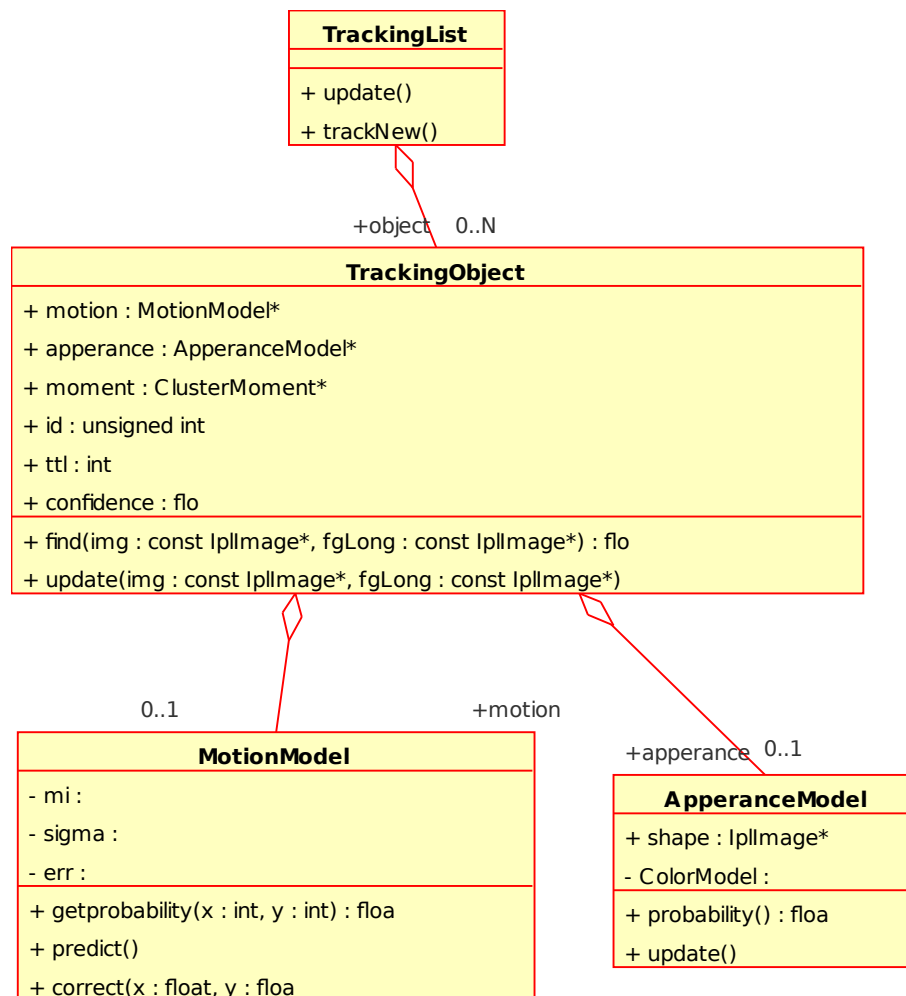 TrackingList
+ update()
+ trackNew()
+object 0..N
TrackingObject
+ motion : MotionModel*
+ apperance : ApperanceModel*
+ moment : ClusterMoment*
+ id : unsigned int
+ ttl : int
+ confidence : flo
+ find(img : const IplImage*, fgLong : const IplImage*) : flo
+ update(img : const IplImage*, fgLong : const IplImage*)
0..1 +motion
+apperance 0..1
MotionModel
- mi :
- sigma :
- err :
+ getprobability(x : int, y : int) : floa
+ predict()
+ correct(x : float, y : floa
ApperanceModel
+ shape : IplImage*
- ColorModel :
+ probability() : floa
+ update()